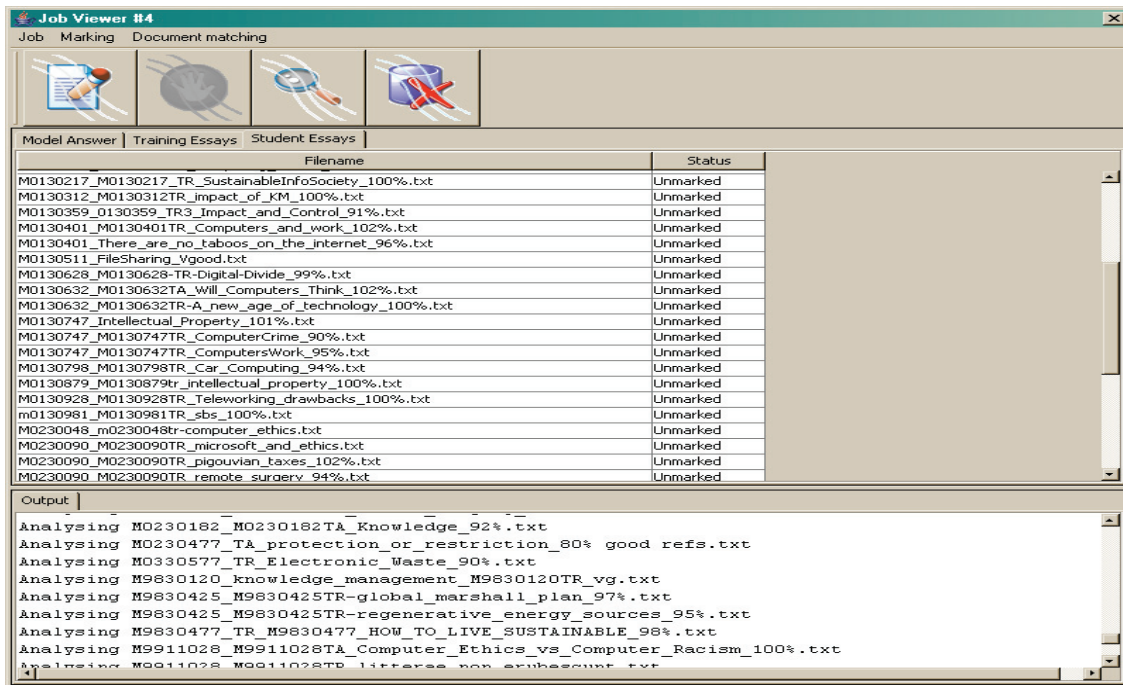 Job Viewer #4
Job Marking Document matching
Model Answer Training Essays Student Essays
Filename Status
M0130217_M0130217_TR_SustainableInfoSociety_100%.txt Unmarked
M0130312_M0130312TR_impact_of_KM_100%.txt Unmarked
M0130359_0130359_TR3_Impact_and_Control_91%.txt Unmarked
M0130401_M0130401TR_Computers_and_work_102%.txt Unmarked
M0130401_There_are_no_taboos_on_the_internet_96%.txt Unmarked
M0130511_FileSharing_Vgood.txt Unmarked
M0130628_M0130628-TR-Digital-Divide_99%.txt Unmarked
M0130632_M0130632TA_Will_Computers_Think_102%.txt Unmarked
M0130632_M0130632TR-A_new_age_of_technology_100%.txt Unmarked
M0130747_Intellectual_Property_101%.txt Unmarked
M0130747_M0130747TR_ComputerCrime_90%.txt Unmarked
M0130747_M0130747TR_ComputersWork_95%.txt Unmarked
M0130798_M0130798TR_Car_Computing_94%.txt Unmarked
M0130879_M0130879tr_intellectual_property_100%.txt Unmarked
M0130928_M0130928TR_Teleworking_drawbacks_100%.txt Unmarked
m0130981_M0130981TR_sbs_100%.txt Unmarked
M0230048_m0230048tr-computer_ethics.txt Unmarked
M0230090_M0230090TR_microsoft_and_ethics.txt Unmarked
M0230090_M0230090TR_pigouvian_taxes_102%.txt Unmarked
M0230090_M0230090TR_remote_surgery_94%.txt Unmarked
Output
Analysing M0230182_M0230182TA_Knowledge_92%.txt
Analysing M0230477_TA_protection_or_restriction_80% good refs.txt
Analysing M0330577_TR_Electronic_Waste_90%.txt
Analysing M9830120_knowledge_management_M9830120TR_vg.txt
Analysing M9830425_M9830425TR-global_marshall_plan_97%.txt
Analysing M9830425_M9830425TR-regenerative_energy_sources_95%.txt
Analysing M9830477_TR_M9830477_HOW_TO_LIVE_SUSTAINABLE_98%.txt
Analysing M9911028_M9911028TA_Computer_Ethics_vs_Computer_Racism_100%.txt
Analysing M9911028_M9911028TR_litterae_non_erubescunt.txt